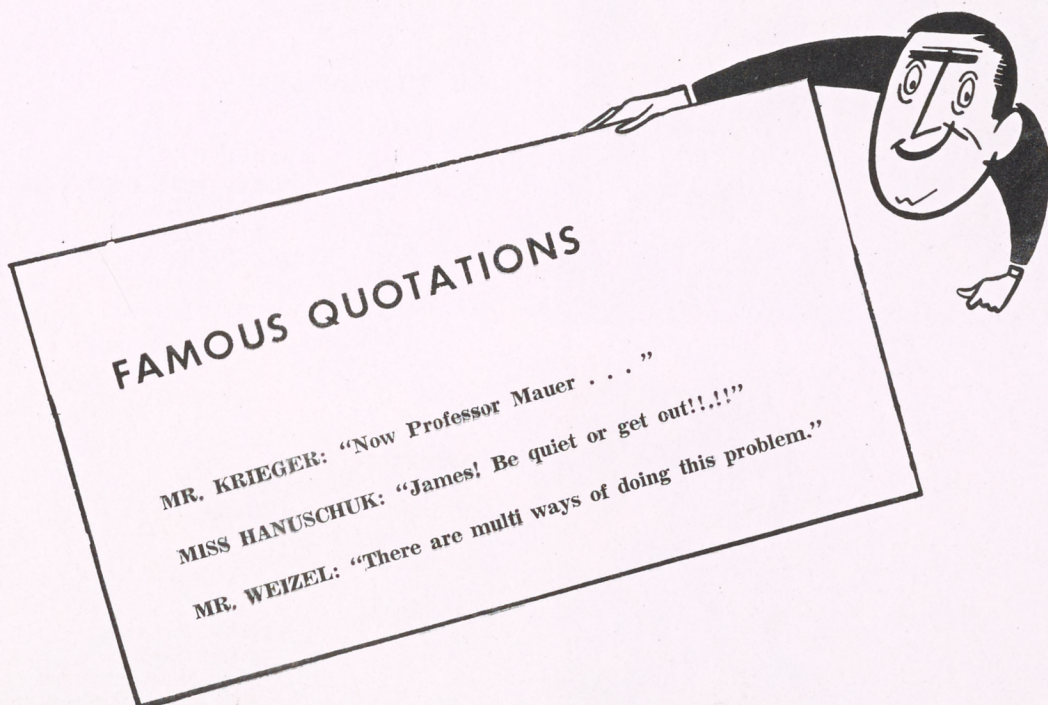 FAMOUS QUOTATIONS
MR. KRIEGER: “Now Professor Mauer . . .”
MISS HANUSCHUK: “James! Be quiet or get out!!.!!”
MR. WEIZEL: “There are multi ways of doing this problem.”